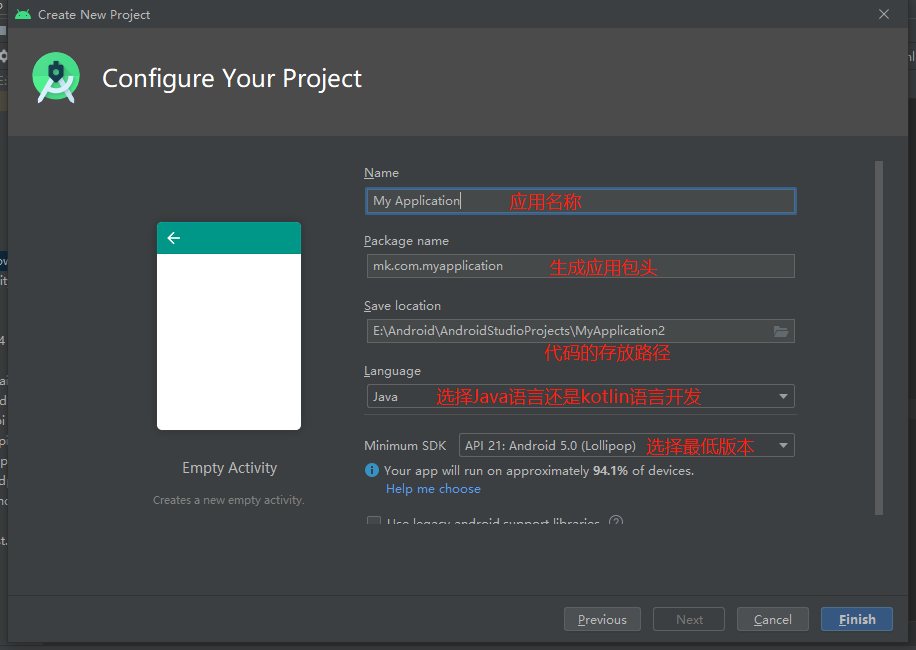 Create New Project
Configure Your Project
Name
My Application 应用名称
Package name
mk.com.myapplication 生成应用包头
Save location
E:\Android\AndroidStudioProjects\MyApplication2
代码的存放路径
Language
Java 选择Java语言还是kotlin语言开发
Minimum SDK API 21: Android 5.0 (Lollipop) 选择最低版本
Your app will run on approximately 94.1% of devices.
Help me choose
Use legacy android.support libraries
Empty Activity
Creates a new empty activity.
Previous Next Cancel Finish